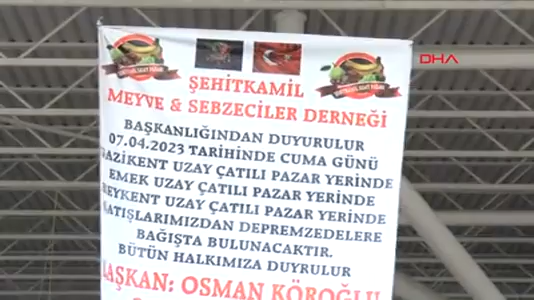 DHA
ŞEHİTKAMİL
MEYVE & SEBZECİLER DERNEĞİ
BAŞKANLIĞINDAN DUYURULUR
07.04.2023 TARİHİNDE CUMA GÜNÜ
GAZİKENT UZAY ÇATILI PAZAR YERİNDE
EMEK UZAY ÇATILI PAZAR YERİNDE
BEYKENT UZAY ÇATILI PAZAR YERİNDE
SATIŞLARIMIZDAN DEPREMZEDELERE
BAĞIŞTA BULUNACAKTIR.
BÜTÜN HALKIMIZA DUYRULUR
BAŞKAN: OSMAN KÖROĞLU